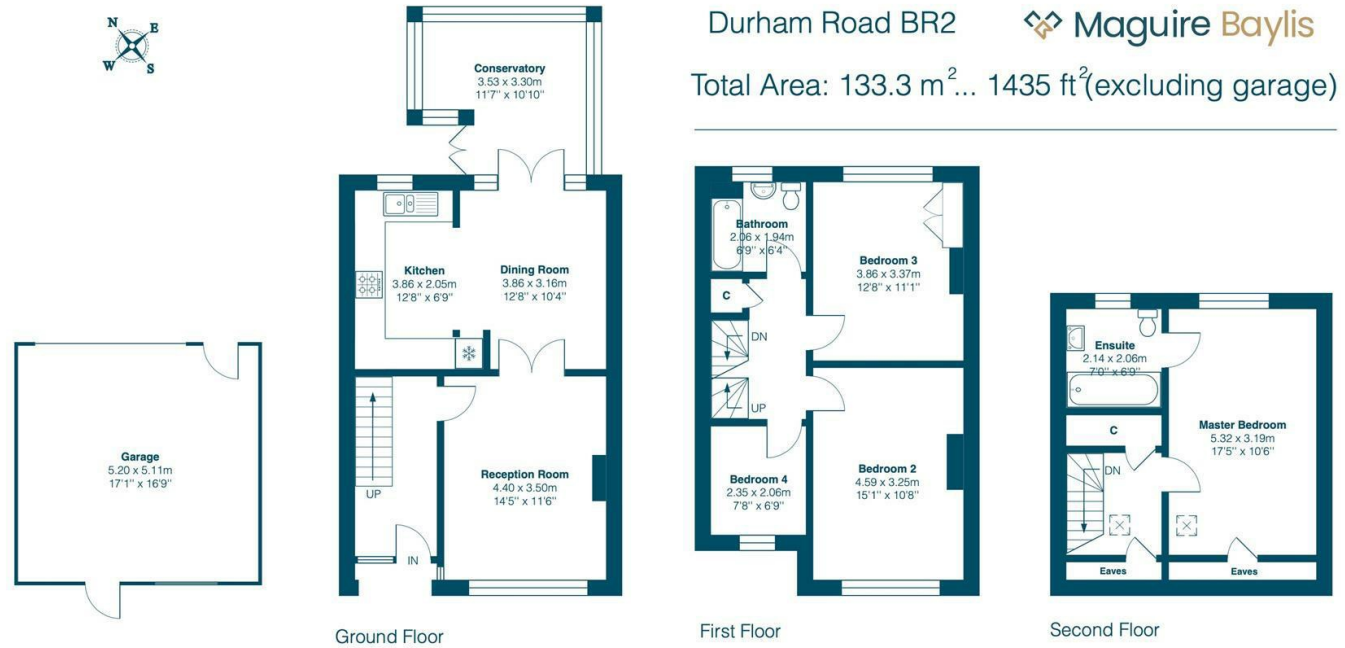 N
E
W
S
Durham Road BR2
Maguire Baylis
Total Area: 133.3 m2... 1435 ft2(excluding garage)
Garage
5.20 x 5.11m
17'1'' x 16'9''
Conservatory
3.53 x 3.30m
11'7'' x 10'10''
Kitchen
3.86 x 2.05m
12'8'' x 6'9''
Dining Room
3.86 x 3.16m
12'8'' x 10'4''
Reception Room
4.40 x 3.50m
14'5'' x 11'6''
UP
IN
Ground Floor
Bathroom
2.06 x 1.94m
6'9'' x 6'4''
Bedroom 3
3.86 x 3.37m
12'8'' x 11'1''
C
DN
UP
Bedroom 4
2.35 x 2.06m
7'8'' x 6'9''
Bedroom 2
4.59 x 3.25m
15'1'' x 10'8''
First Floor
Ensuite
2.14 x 2.06m
7'0'' x 6'9''
C
DN
Master Bedroom
5.32 x 3.19m
17'5'' x 10'6''
Eaves
Eaves
Second Floor